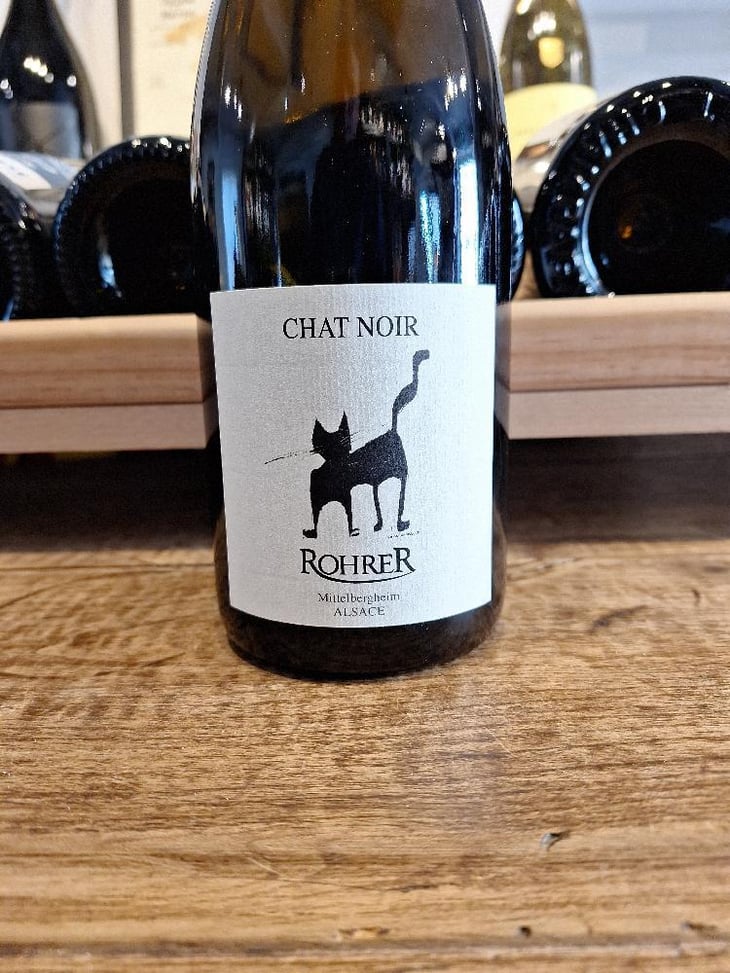 CHAT NOIR
ROHRER
Mittelbergheim
ALSACE